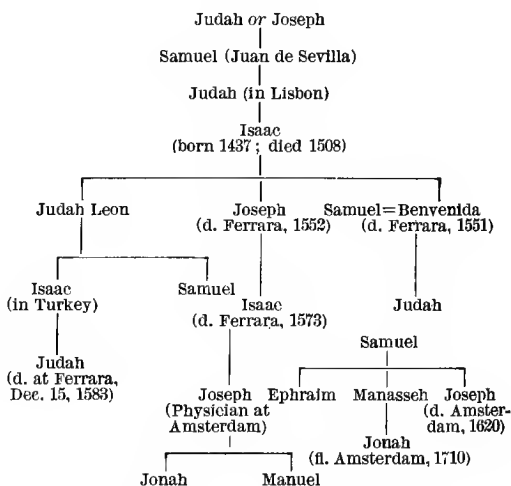 Judah or Joseph
Samuel (Juan de Sevilla)
Judah (in Lisbon)
Isaac
(born 1437; died 1508)
Judah Leon
Joseph
(d. Ferrara, 1552)
Samuel=Benvenida
(d. Ferrara, 1551)
Isaac
(in Turkey)
Samuel
Isaac
(d. Ferrara, 1573)
Judah
Judah
(d. at Ferrara,
Dec. 15, 1583)
Samuel
Joseph
(Physician at
Amsterdam)
Ephraim
Manasseh
Joseph
(d. Amster-
dam, 1620)
Jonah
(fl. Amsterdam, 1710)
Jonah
Manuel